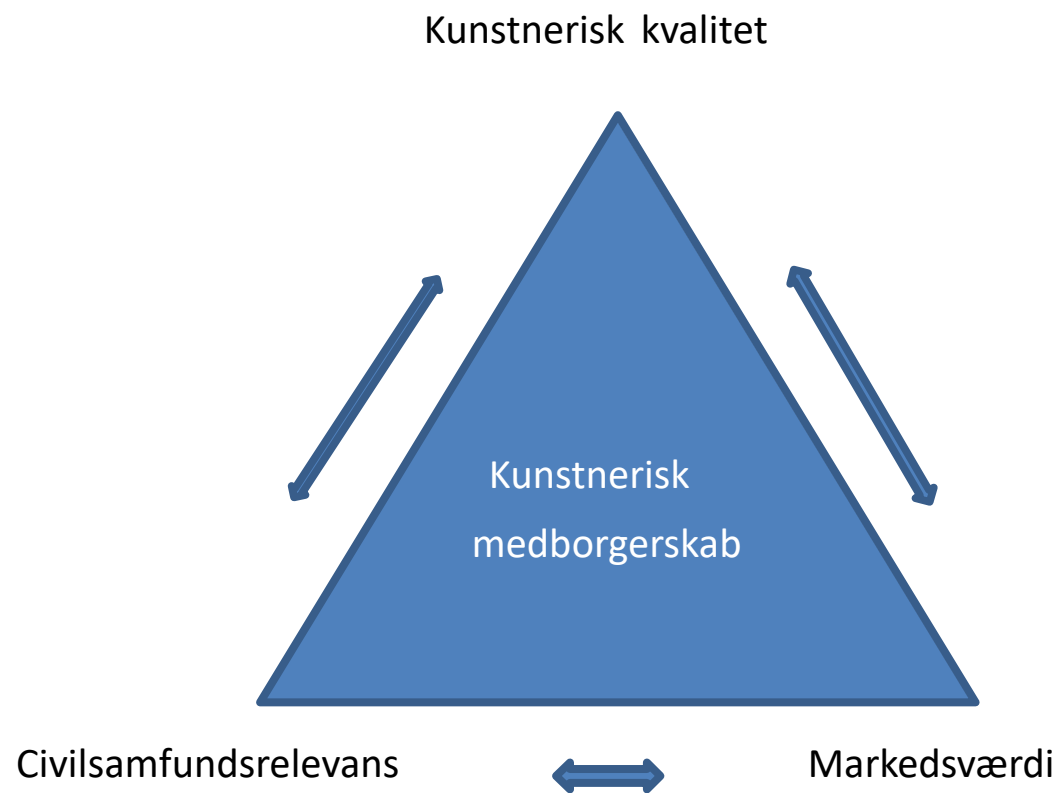 Kunstnerisk kvalitet
Kunstnerisk
medborgerskab
Civilsamfundsrelevans
Markedsværdi